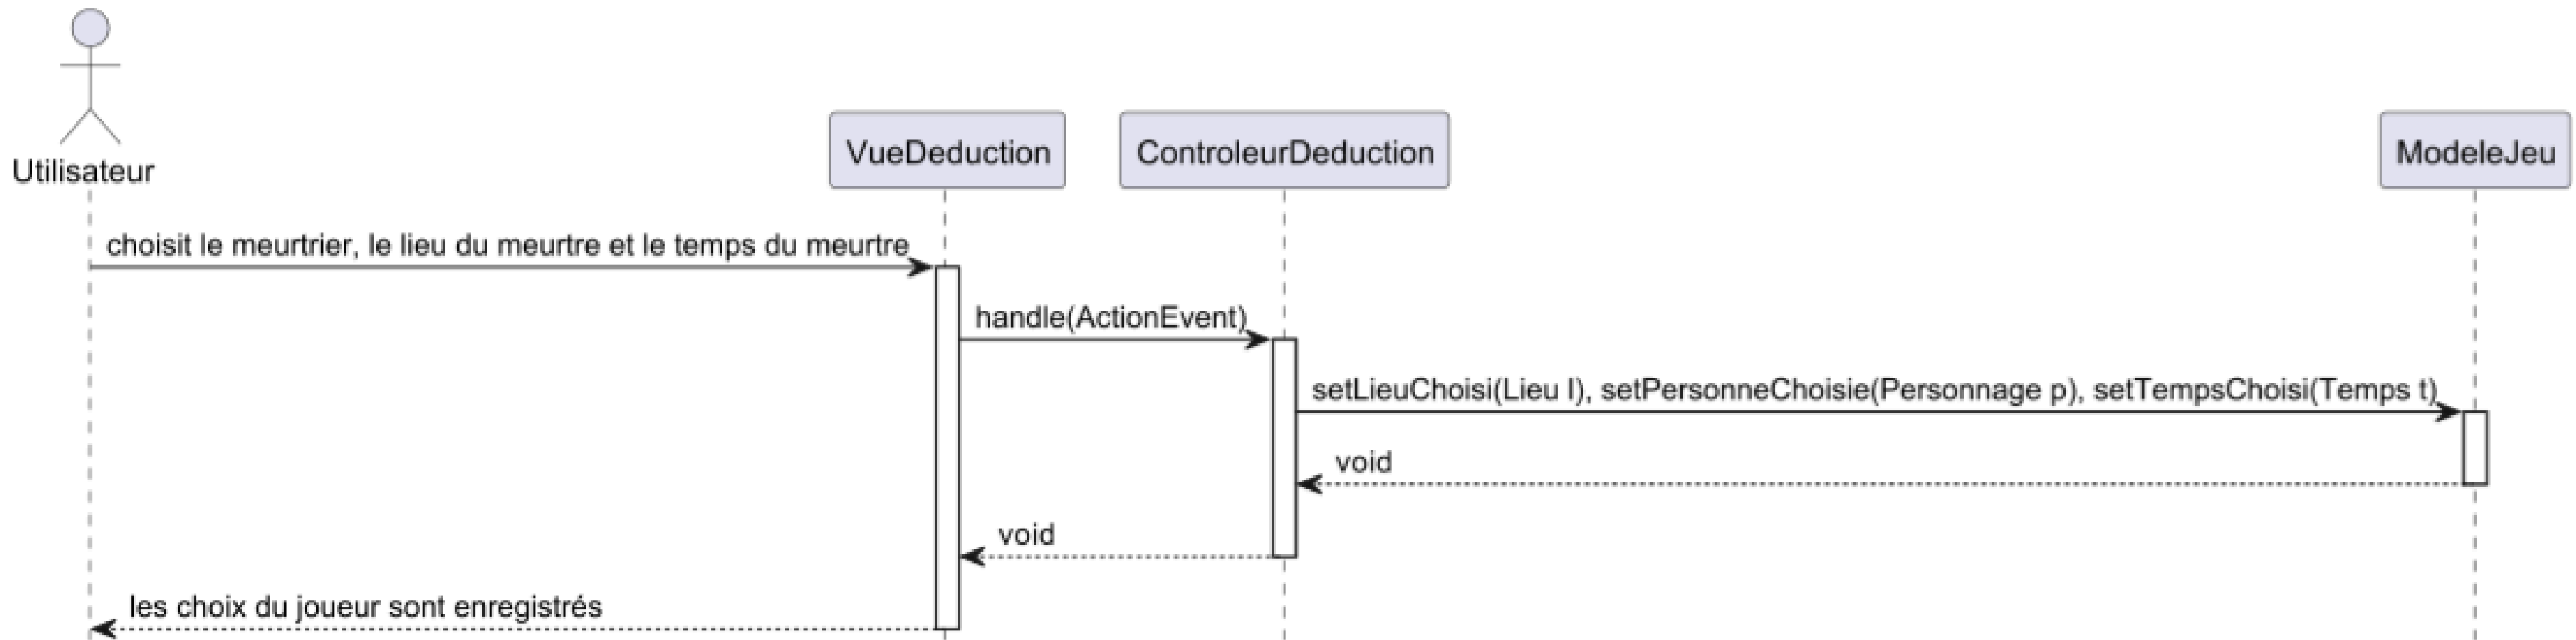 Utilisateur
VueDeduction
ControleurDeduction
ModeleJeu
choisit le meurtrier, le lieu du meurtre et le temps du meurtre
handle(ActionEvent)
setLieuChoisi(Lieu l), setPersonneChoisie(Personnage p), setTempsChoisi(Temps t)
void
void
les choix du joueur sont enregistrés